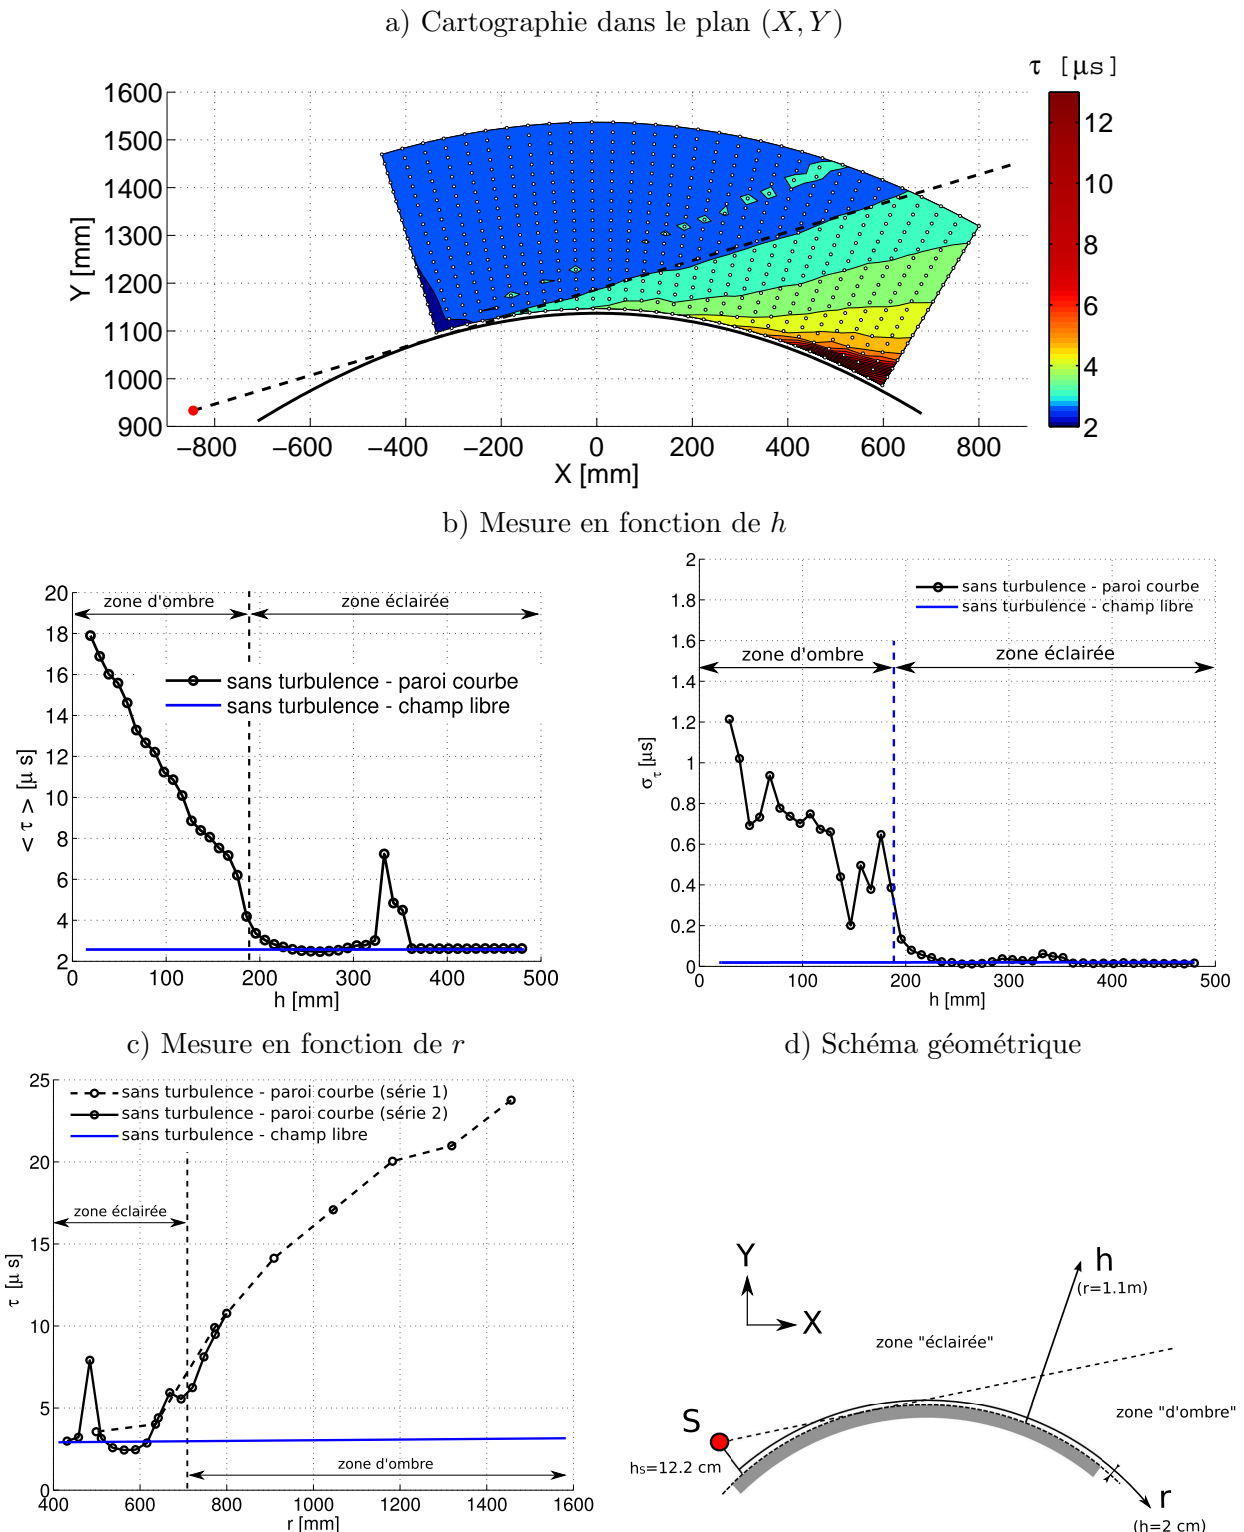 a) Cartographie dans le plan (X, Y)
τ [μs]
Y [mm]
1600
1500
1400
1300
1200
1100
1000
900
−800 −600 −400 −200 0 200 400 600 800
X [mm]
12
10
8
6
4
2
b) Mesure en fonction de h
< τ > [μ s]
20
18
16
14
12
10
8
6
4
2
zone d'ombre zone éclairée
sans turbulence - paroi courbe
sans turbulence - champ libre
0 100 200 300 400 500
h [mm]
στ [μs]
2
1.8
1.6
1.4
1.2
1
0.8
0.6
0.4
0.2
0
sans turbulence - paroi courbe
sans turbulence - champ libre
zone d'ombre zone éclairée
0 100 200 300 400 500
h [mm]
c) Mesure en fonction de r
τ [μ s]
25
20
15
10
5
0
sans turbulence - paroi courbe (série 1)
sans turbulence - paroi courbe (série 2)
sans turbulence - champ libre
zone éclairée
zone d'ombre
400 600 800 1000 1200 1400 1600
r [mm]
d) Schéma géométrique
Y
X
h
(r=1.1m)
zone "éclairée"
zone "d'ombre"
S
hs=12.2 cm
r
(h=2 cm)